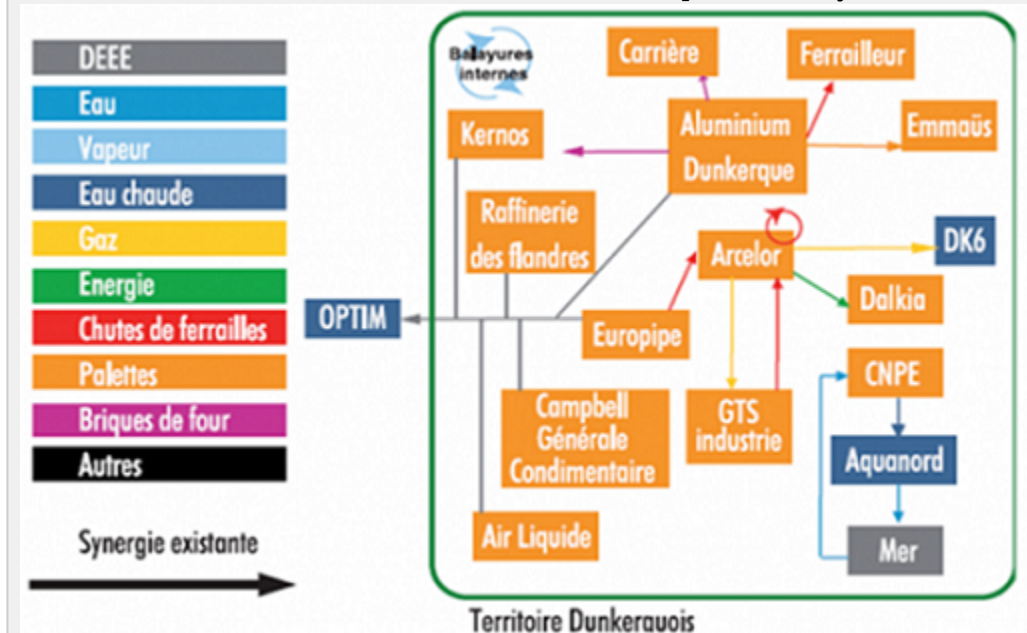 DEEE
Eau
Vapeur
Eau chaude
Gaz
Energie
Chutes de ferrailles
Palettes
Briques de four
Autres
Synergie existante
OPTIM
Balayures
internes
Carrière
Ferrailleur
Kernos
Aluminium
Dunkerque
Emmaüs
Raffinerie
des flandres
Arcelor
DK6
Dalkia
Europipe
CNPE
Campbell
Générale
Condimentaire
GTS
industrie
Aquanord
Air Liquide
Mer
Territoire Dunkerquois